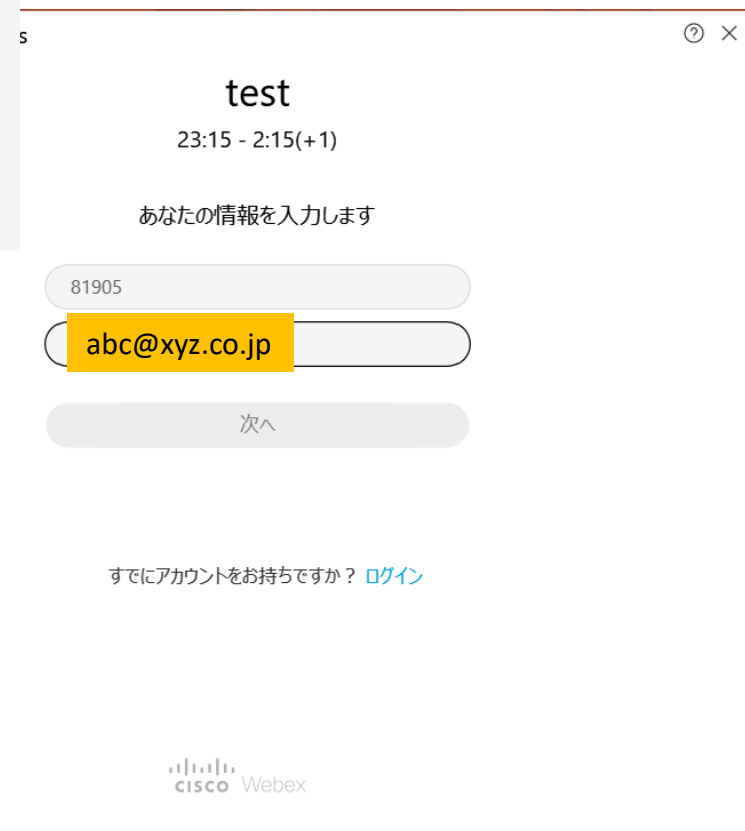 s
test
23:15 - 2:15(+1)
あなたの情報を入力します
81905
abc@xyz.co.jp
次へ
すでにアカウントをお持ちですか？ ログイン
cisco Webex